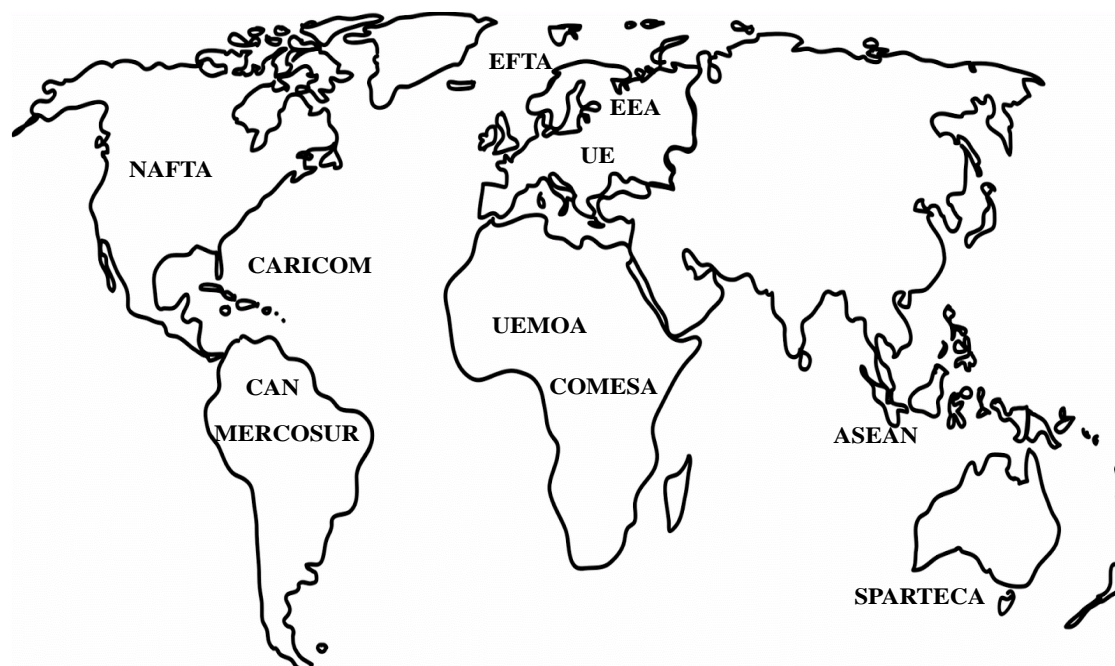 EFTA
EEA
UE
NAFTA
CARICOM
UEMOA
COMESA
CAN
MERCOSUR
ASEAN
SPARTECA